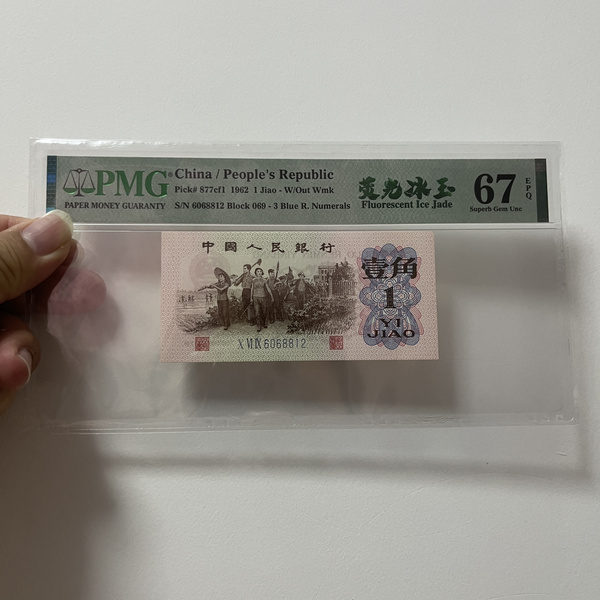 PMG
PAPER MONEY GUARANTY
China / People's Republic
Pick# 877cf1 1962 1 Jiao - W/Out Wmk
S/N 6068812 Block 069 - 3 Blue R. Numerals
荧光冰玉
Fluorescent Ice Jade
67 EPQ
Superb Gem Unc
中國人民銀行
壹角
1
YI
JIAO
X VI IX 6068812